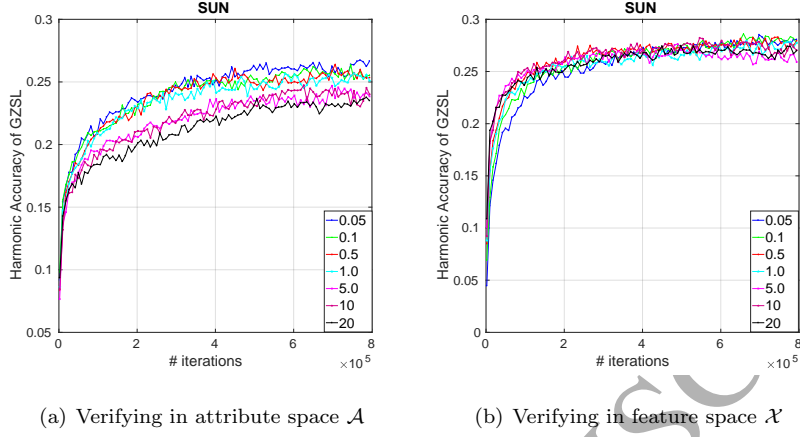 SUN
0.3
0.25
0.2
0.15
0.1
0.05
Harmonic Accuracy of GZSL
0 2 4 6 8
×10⁵
# iterations
0.05
0.1
0.5
1.0
5.0
10
20
(a) Verifying in attribute space 𝒜
SUN
0.3
0.25
0.2
0.15
0.1
0.05
0
Harmonic Accuracy of GZSL
0 2 4 6 8
×10⁵
# iterations
0.05
0.1
0.5
1.0
5.0
10
20
(b) Verifying in feature space 𝒳